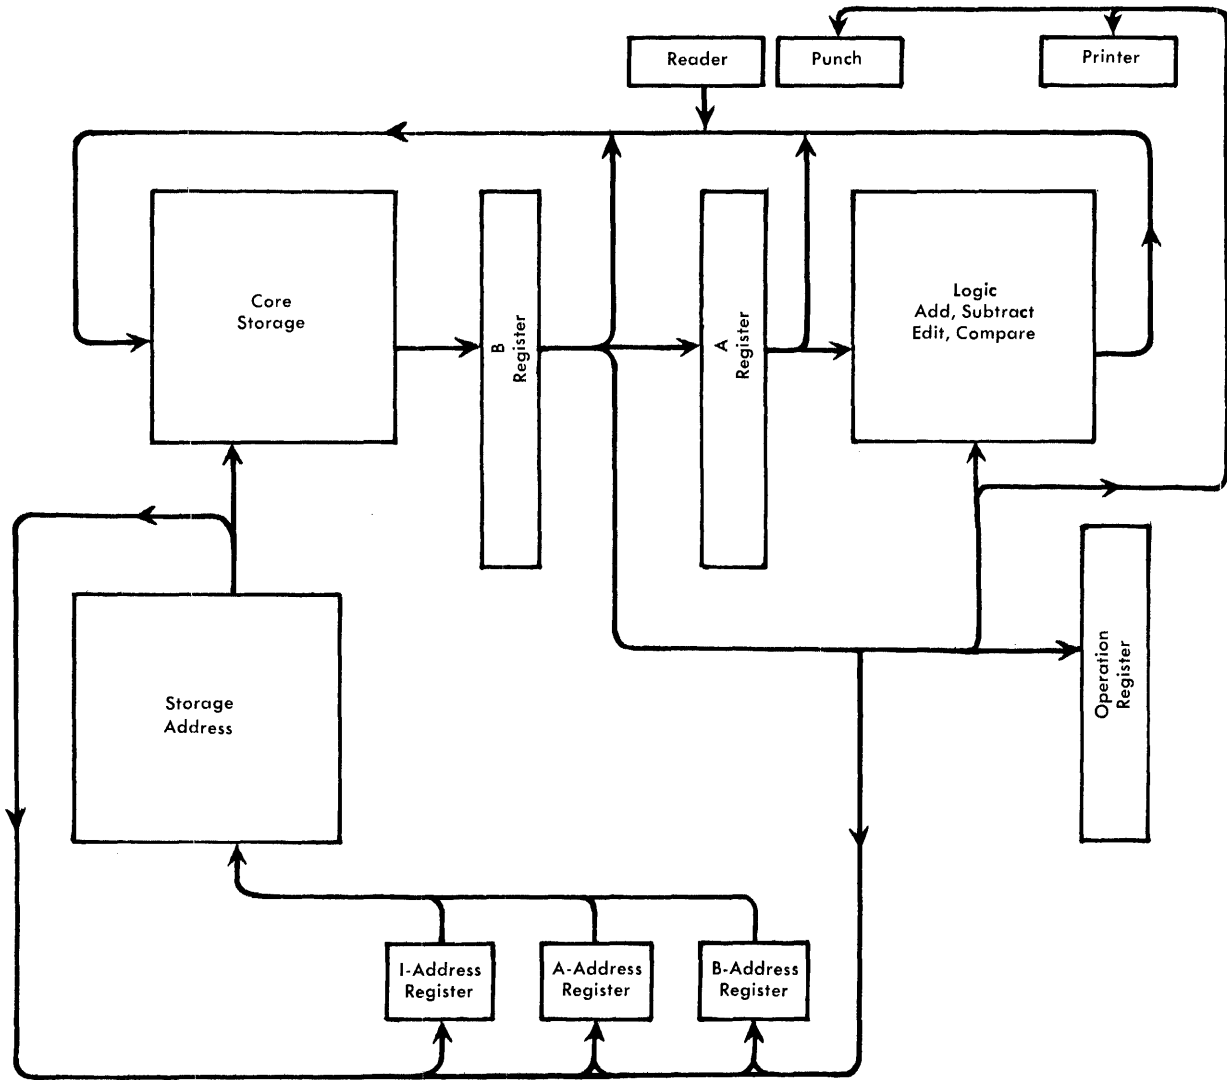 Reader
Punch
Printer
Core
Storage
B
Register
A
Register
Logic
Add, Subtract
Edit, Compare
Storage
Address
Operation
Register
I-Address
Register
A-Address
Register
B-Address
Register